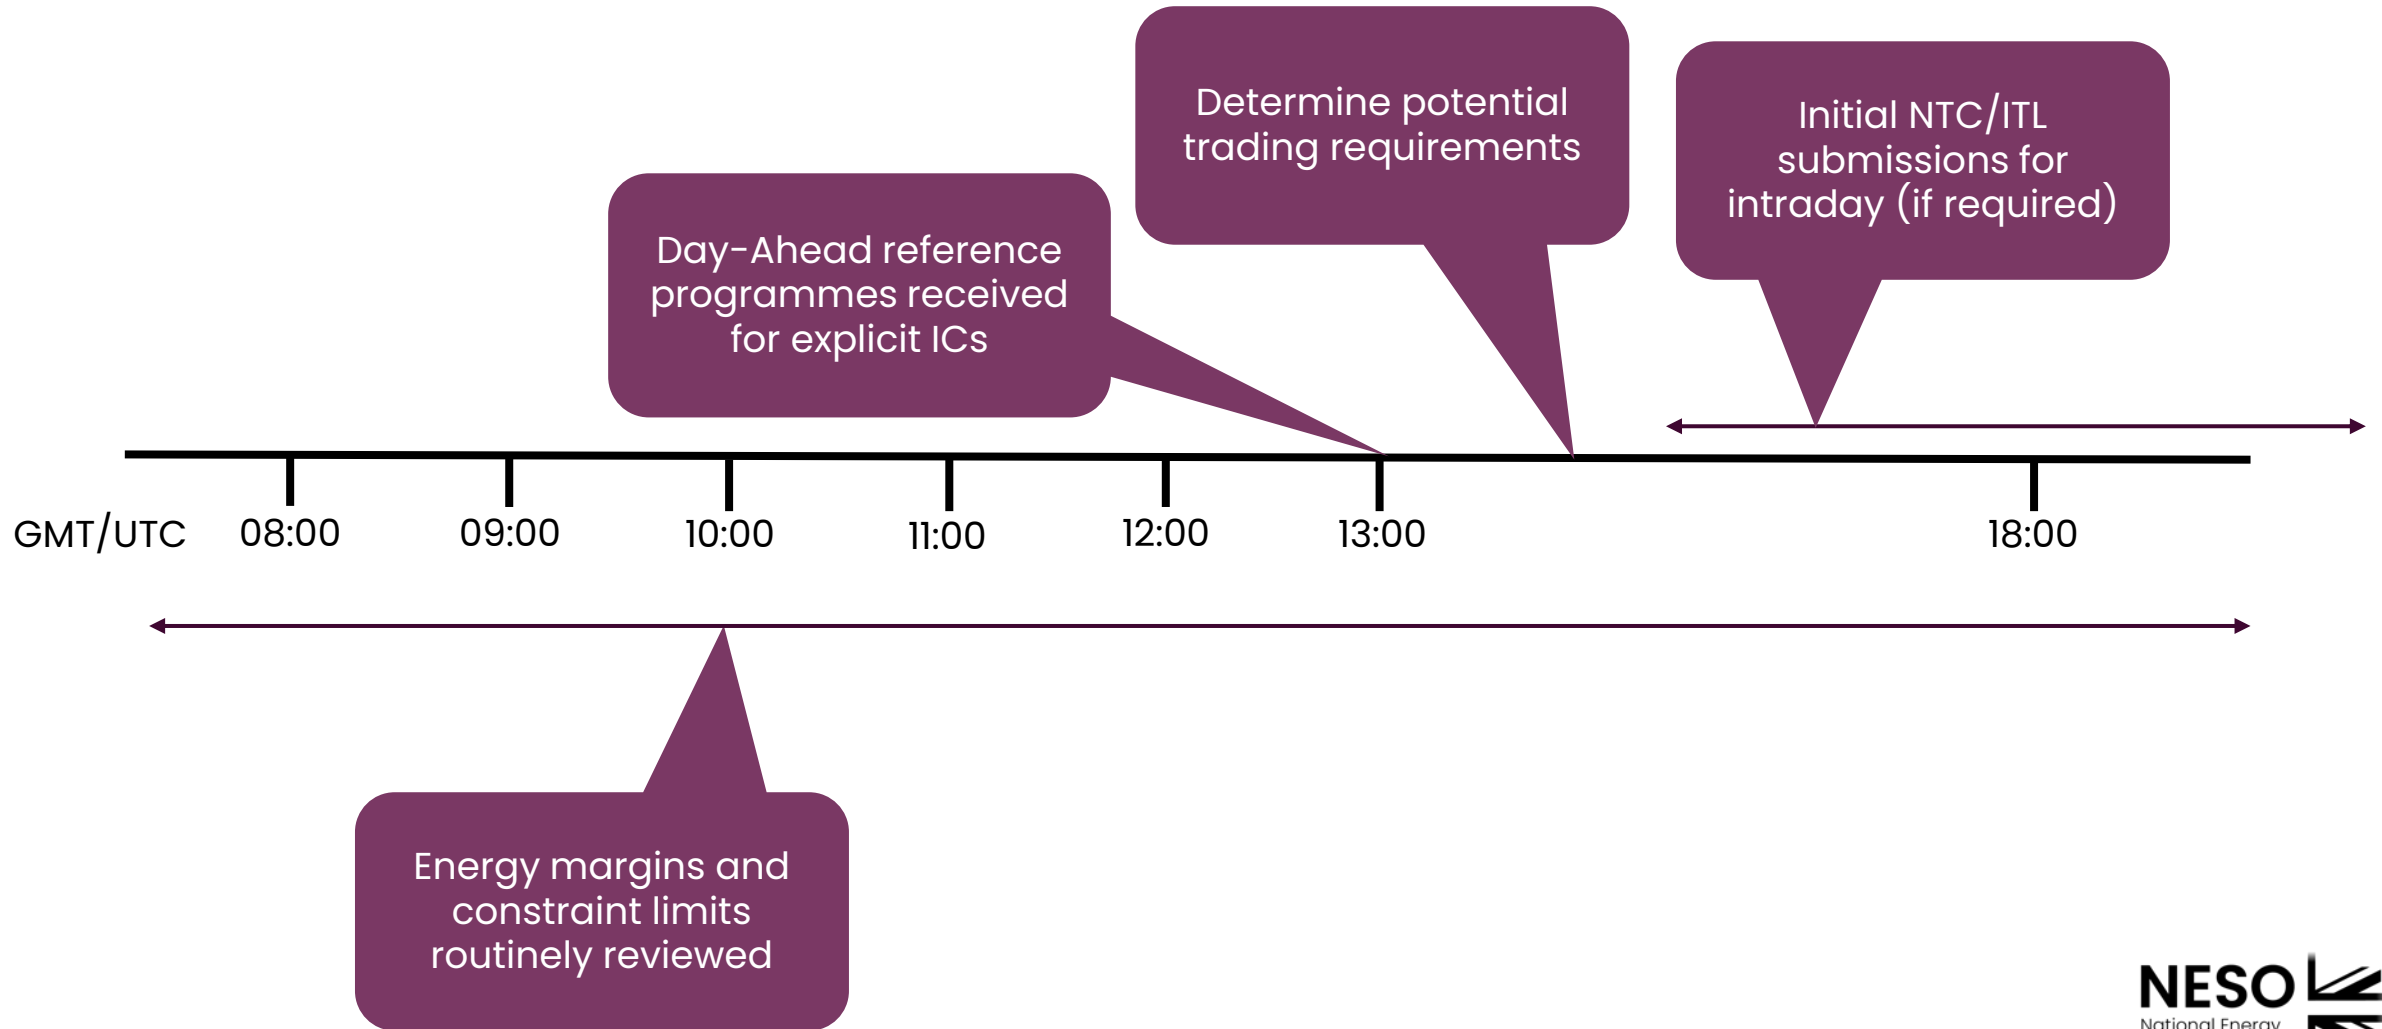 Determine potential
trading requirements
Initial NTC/ITL
submissions for
intraday (if required)
Day-Ahead reference
programmes received
for explicit ICs
GMT/UTC 08:00 09:00 10:00 11:00 12:00 13:00 18:00
Energy margins and
constraint limits
routinely reviewed
NESO
National Energy